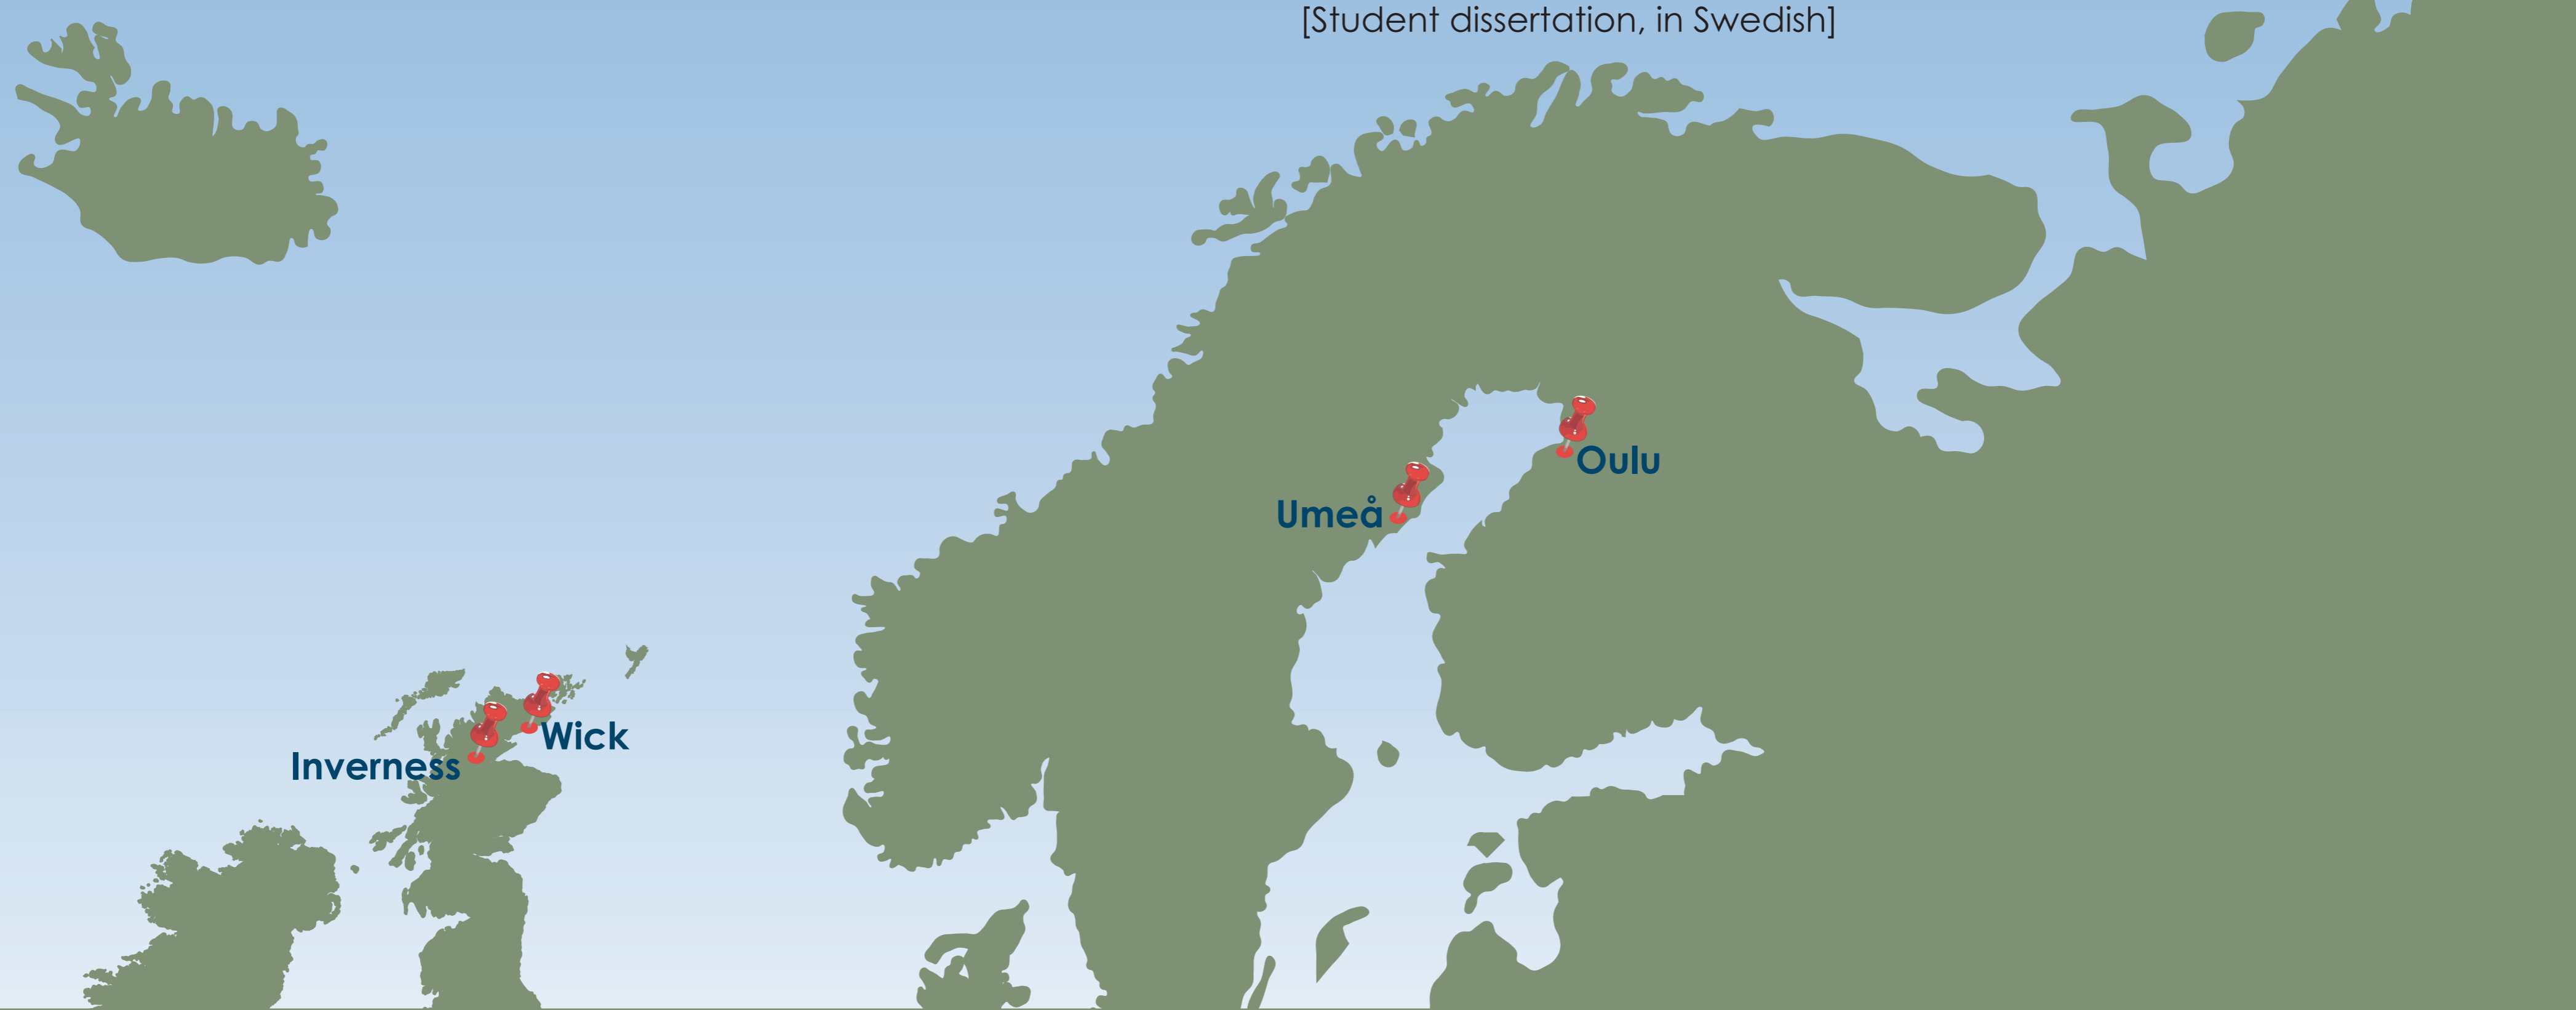 [Student dissertation, in Swedish]
Oulu
Umeå
Wick
Inverness